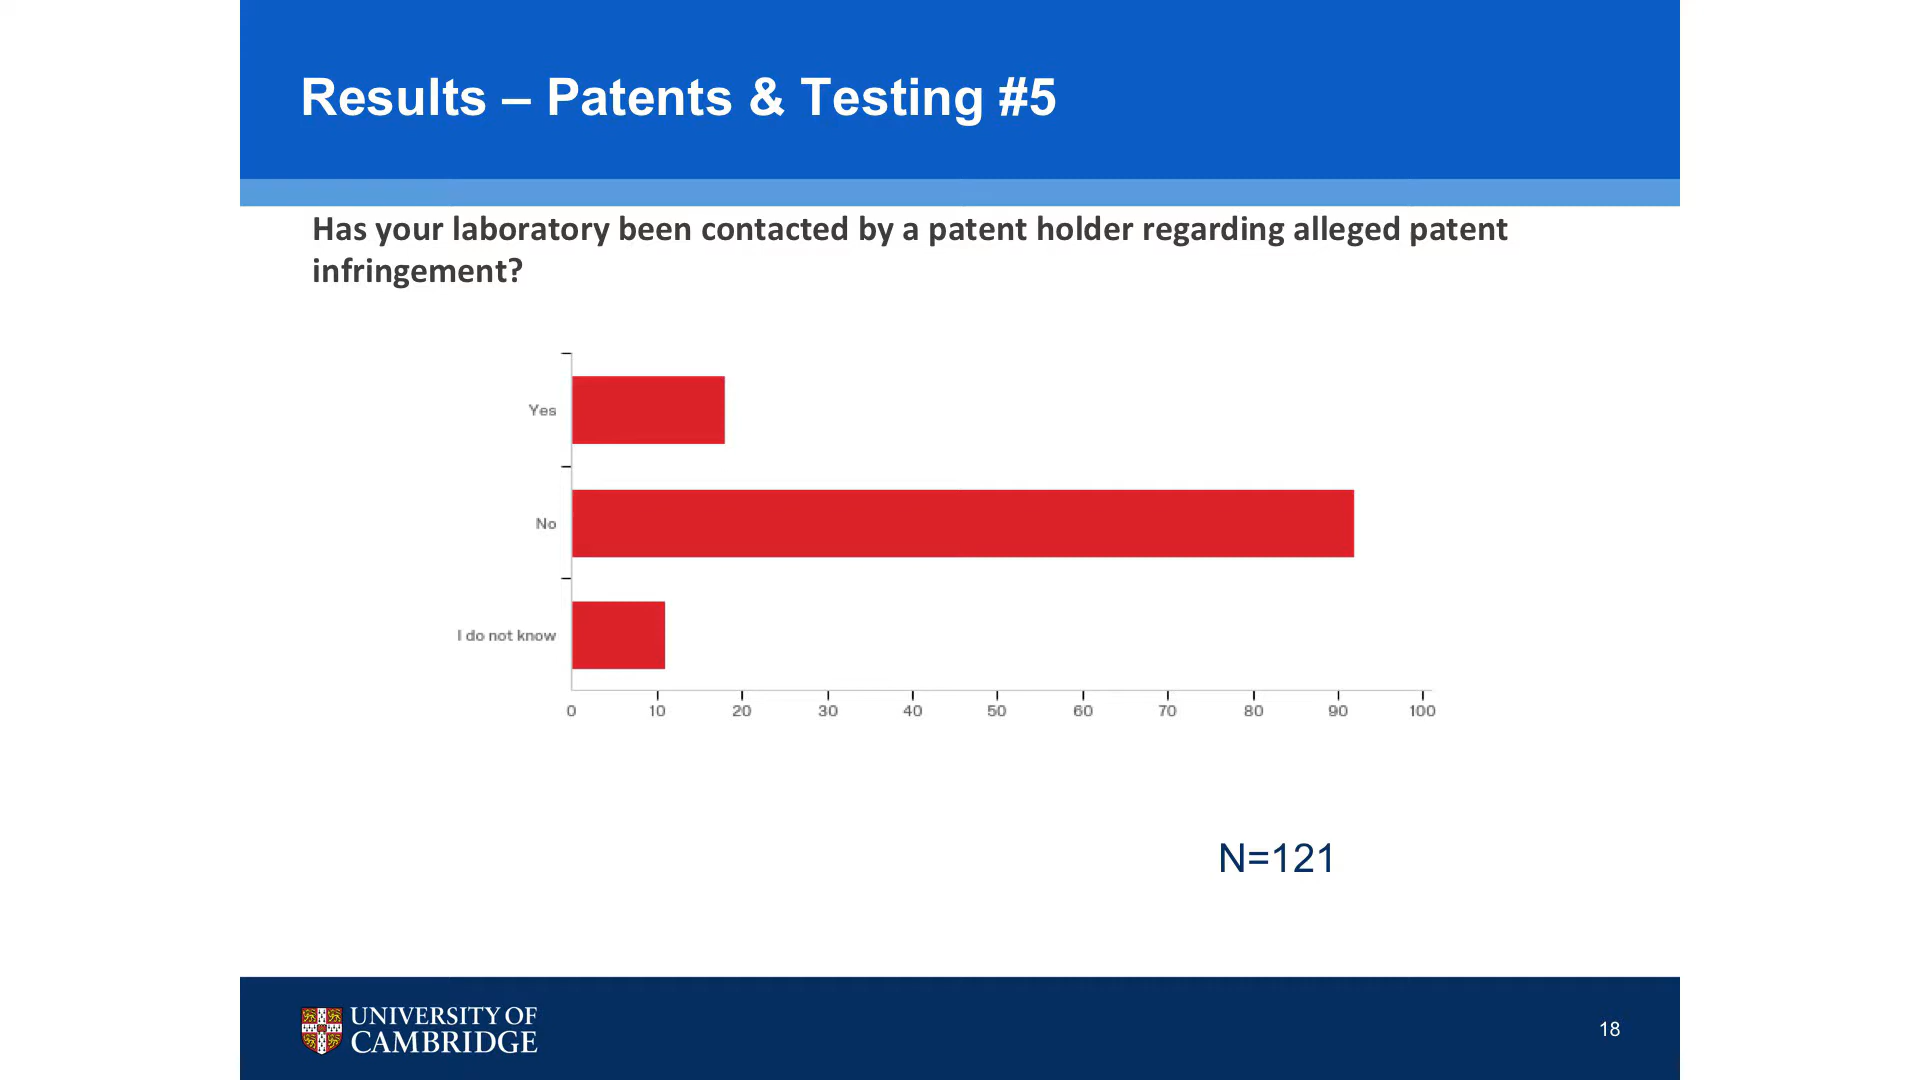 Results – Patents & Testing #5
Has your laboratory been contacted by a patent holder regarding alleged patent
infringement?
Yes
No
I do not know
0 10 20 30 40 50 60 70 80 90 100
N=121
UNIVERSITY OF
CAMBRIDGE
18